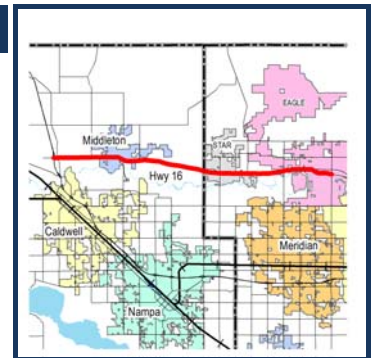 EAGLE
Middleton
STAR
Hwy 16
Caldwell
Meridian
Nampa